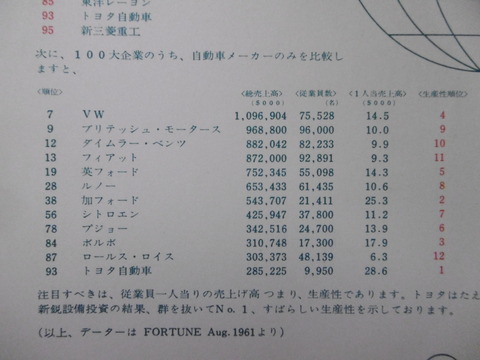 85 東洋レーヨン
93 トヨタ自動車
95 新三菱重工
次に、100大企業のうち、自動車メーカーのみを比較し
ますと、
<順位> <総売上高> <従業員数> <1人当売上高> <生産性順位>
($000) (名) ($000)
7 VW 1,096,904 75,528 14.5 4
9 ブリテッシュ・モータース 968,800 96,000 10.0 9
12 ダイムラー・ベンツ 882,042 82,233 9.9 10
13 フィアット 872,000 92,891 9.3 11
19 英フォード 752,345 55,098 14.3 5
28 ルノー 653,433 61,435 10.6 8
38 加フォード 543,707 21,411 25.3 2
56 シトロエン 425,947 37,800 11.2 7
78 プジョー 342,516 24,700 13.9 6
84 ボルボ 310,748 17,300 17.9 3
87 ロールス・ロイス 303,373 48,139 6.3 12
93 トヨタ自動車 285,225 9,950 28.6 1
注目すべきは、従業員一人当りの売上げ高 つまり、生産性であります。トヨタはたえ
新鋭設備投資の結果、群を抜いてNo.1、すばらしい生産性を示しております。
(以上、データーは FORTUNE Aug.1961より)